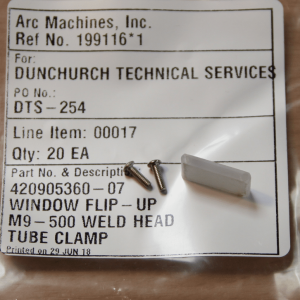 Arc Machines, Inc.
Ref No. 199116*1
For:
DUNCHURCH TECHNICAL SERVICES
PO No.:
DTS-254
Line Item: 00017
Qty: 20 EA
Part No. & Descripti
420905360-07
WINDOW FLIP-UP
M9-500 WELD HEAD
TUBE CLAMP
Printed on 29 JUN 18